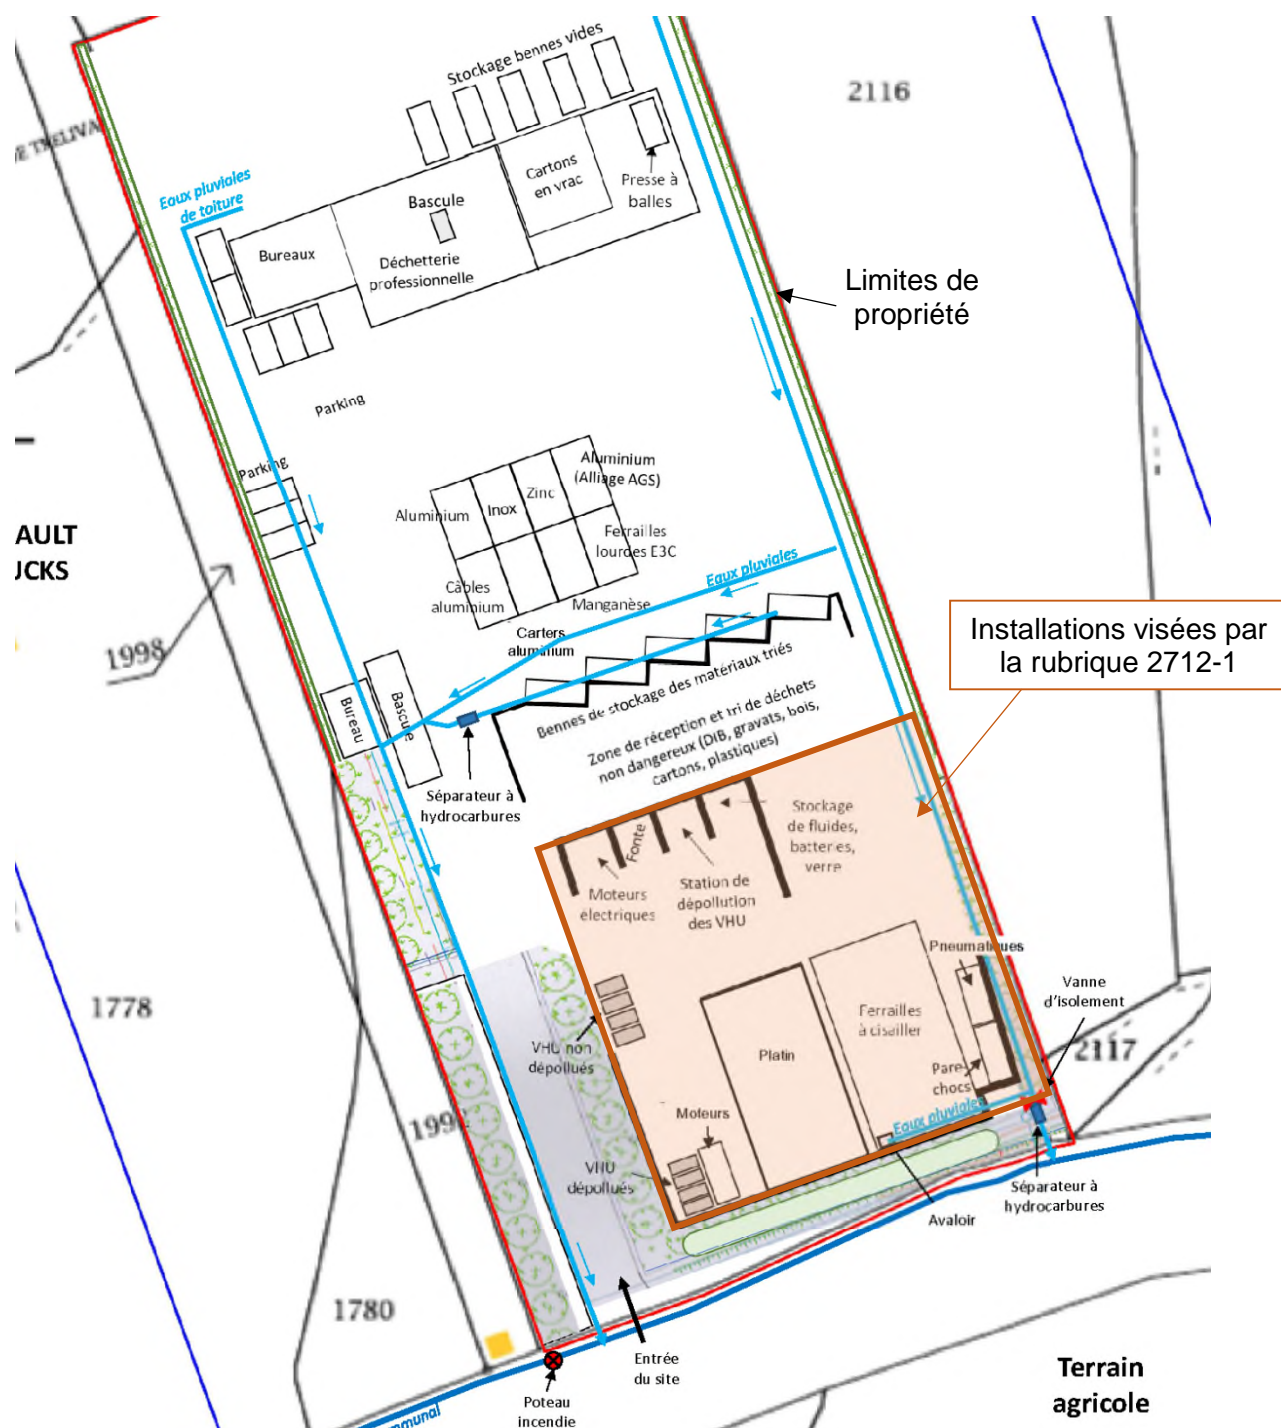 Stockage bennes vides
2116
Eaux pluviales
de toiture
Cartons
en vrac
Presse à
balles
Bascule
Bureaux
Déchetterie
professionnelle
Limites de
propriété
Parking
Parking
Aluminium
(Alliage AGS)
Zinc
Inox
Aluminium
Ferrailles
lourdes E3C
AULT
UCKS
Eaux pluviales
Câbles
aluminium
Manganèse
Carters
aluminium
Installations visées par
la rubrique 2712-1
1998
Bennes de stockage des matériaux triés
Bureau
Bascule
Zone de réception et tri de déchets
non dangereux (DIB, gravats, bois,
cartons, plastiques)
Séparateur à
hydrocarbures
Stockage
de fluides,
batteries,
verre
Fonte
Moteurs
électriques
Station de
dépollution
des VHU
Pneumatiques
Vanne
d'isolement
1778
Ferrailles
à cisailler
VHU non
dépollués
Platin
2117
Pare-
chocs
Moteurs
Eaux pluviales
VHU
dépollués
Séparateur à
hydrocarbures
Avaloir
1780
Entrée
du site
Terrain
agricole
Poteau
incendie
mmunal